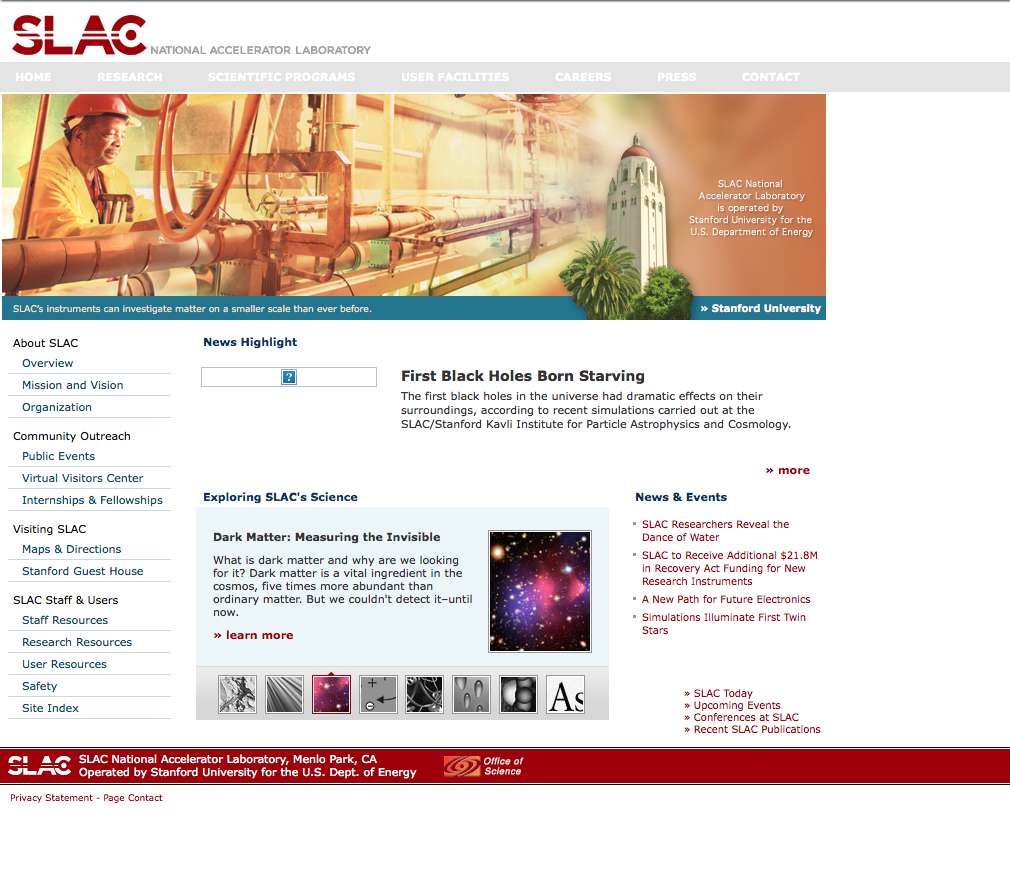 SLAC NATIONAL ACCELERATOR LABORATORY
HOME RESEARCH SCIENTIFIC PROGRAMS USER FACILITIES CAREERS PRESS CONTACT
SLAC National
Accelerator Laboratory
is operated by
Stanford University for the
U.S. Department of Energy
SLAC's instruments can investigate matter on a smaller scale than ever before.
» Stanford University
About SLAC
Overview
Mission and Vision
Organization
Community Outreach
Public Events
Virtual Visitors Center
Internships & Fellowships
Visiting SLAC
Maps & Directions
Stanford Guest House
SLAC Staff & Users
Staff Resources
Research Resources
User Resources
Safety
Site Index
News Highlight
?
First Black Holes Born Starving
The first black holes in the universe had dramatic effects on their
surroundings, according to recent simulations carried out at the
SLAC/Stanford Kavli Institute for Particle Astrophysics and Cosmology.
» more
Exploring SLAC's Science
Dark Matter: Measuring the Invisible
What is dark matter and why are we looking
for it? Dark matter is a vital ingredient in the
cosmos, five times more abundant than
ordinary matter. But we couldn't detect it–until
now.
» learn more
As
News & Events
SLAC Researchers Reveal the
Dance of Water
SLAC to Receive Additional $21.8M
in Recovery Act Funding for New
Research Instruments
A New Path for Future Electronics
Simulations Illuminate First Twin
Stars
» SLAC Today
» Upcoming Events
» Conferences at SLAC
» Recent SLAC Publications
SLAC
SLAC National Accelerator Laboratory, Menlo Park, CA
Operated by Stanford University for the U.S. Dept. of Energy
Office of
Science
Privacy Statement - Page Contact